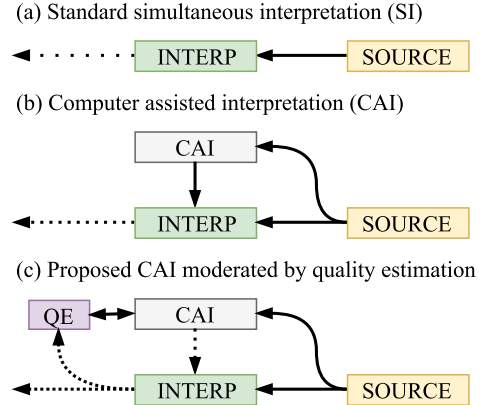 (a) Standard simultaneous interpretation (SI)
INTERP SOURCE
(b) Computer assisted interpretation (CAI)
CAI
INTERP SOURCE
(c) Proposed CAI moderated by quality estimation
QE CAI
INTERP SOURCE